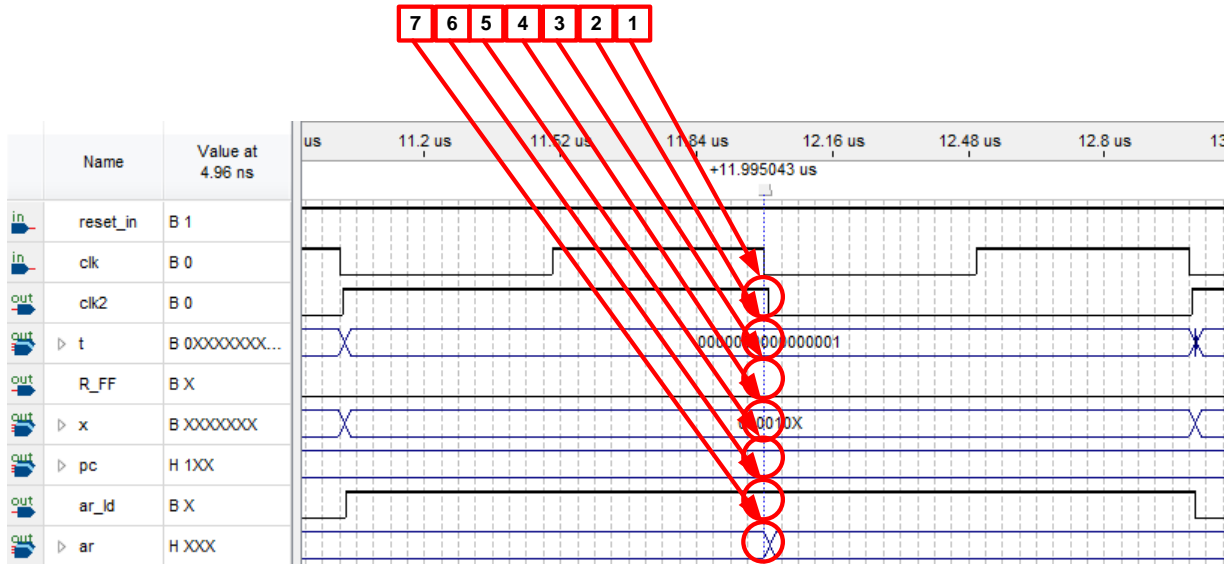 7 6 5 4 3 2 1
us 11.2 us 11.52 us 11.84 us 12.16 us 12.48 us 12.8 us 13
Name Value at
4.96 ns
+11.995043 us
in reset_in B 1
in clk B 0
out clk2 B 0
out t B 0XXXXXXX... 0000000000000001
out R_FF B X
out x B XXXXXXX
out pc H 1XX
out ar_ld B X
out ar H XXX